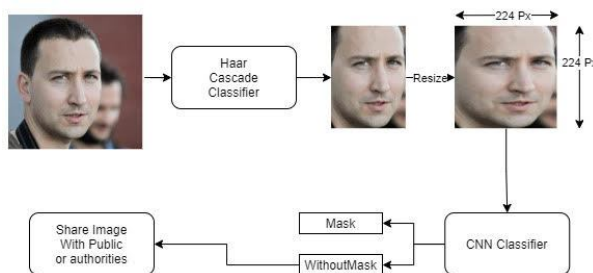 224 Px
Haar
Cascade
Classifier
Resize
224 Px
Mask
Share Image
With Public
or authorities
CNN Classifier
WithoutMask